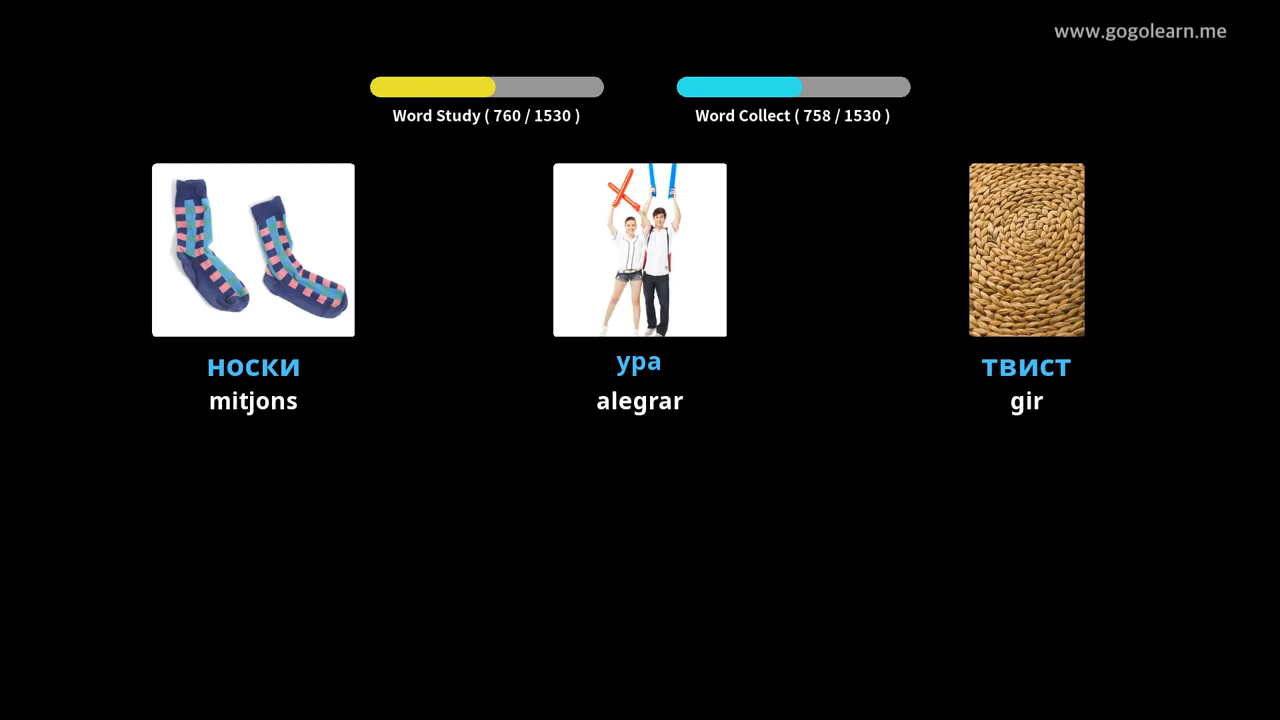 www.gogolearn.me
Word Study ( 760 / 1530 )
Word Collect ( 758 / 1530 )
носки
mitjons
ура
alegrar
твист
gir